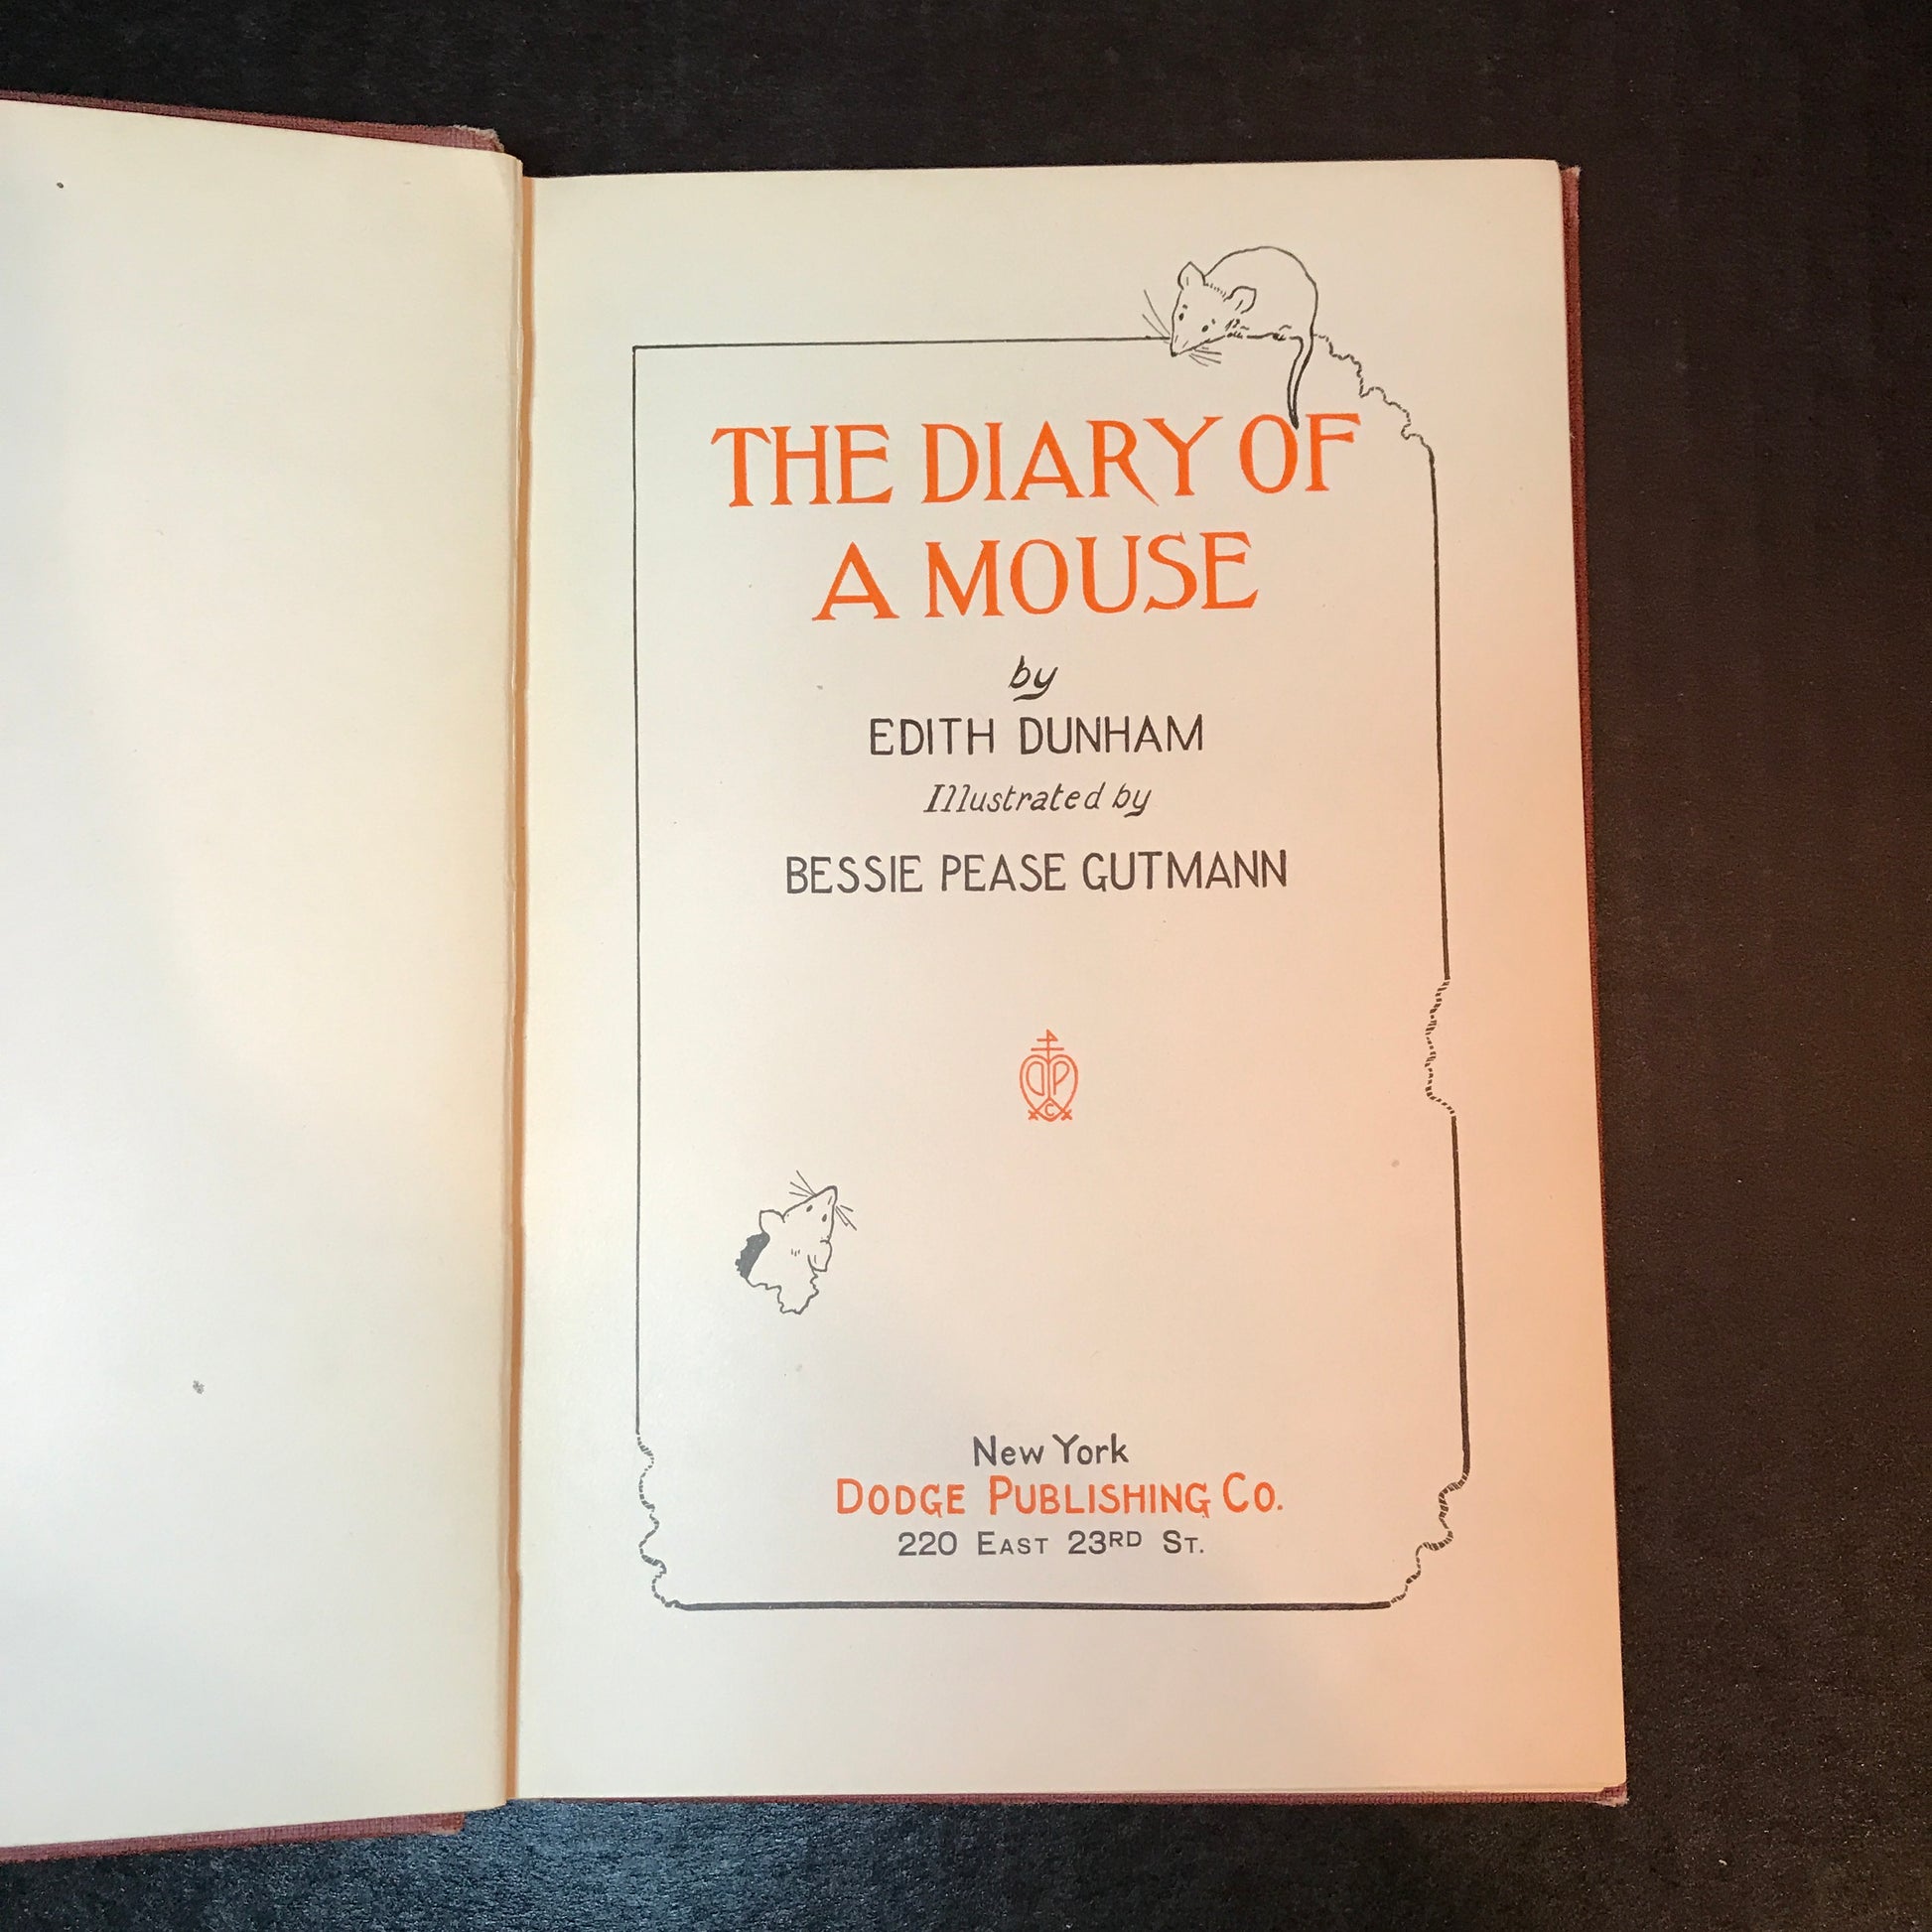 THE DIARY OF
A MOUSE
by
EDITH DUNHAM
Illustrated by
BESSIE PEASE GUTMANN
DP
C
New York
DODGE PUBLISHING CO.
220 EAST 23RD ST.